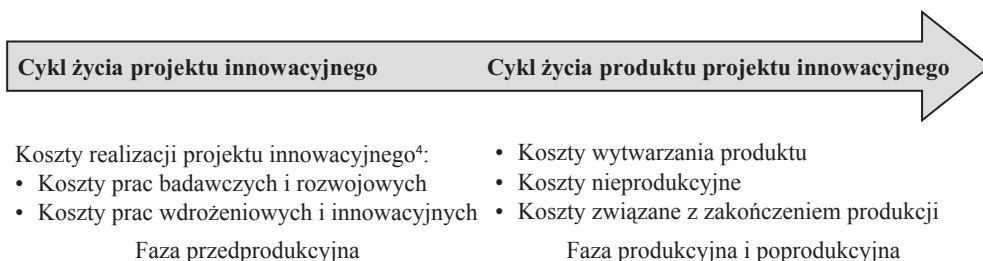 Cykl życia projektu innowacyjnego
Cykl życia produktu projektu innowacyjnego
Koszty realizacji projektu innowacyjnego⁴:
• Koszty prac badawczych i rozwojowych
• Koszty prac wdrożeniowych i innowacyjnych
Faza przedprodukcyjna
• Koszty wytwarzania produktu
• Koszty nieprodukcyjne
• Koszty związane z zakończeniem produkcji
Faza produkcyjna i poprodukcyjna